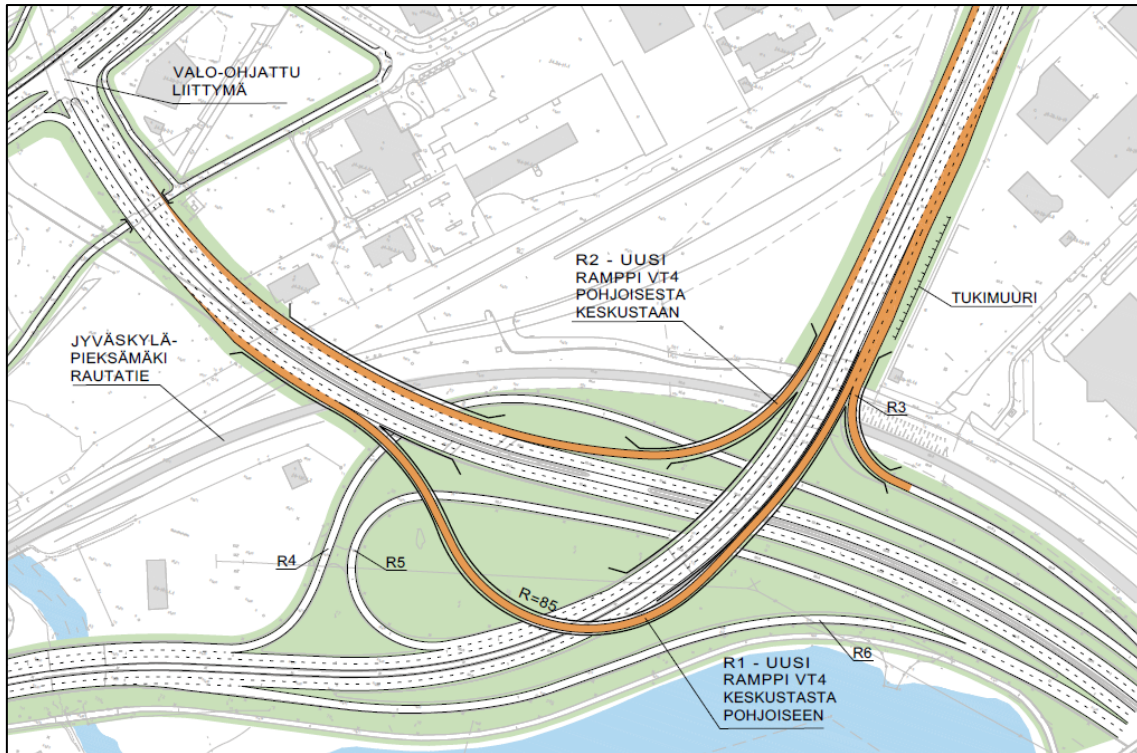 VALO-OHJATTU
LIITTYMÄ
R2 - UUSI
RAMPPI VT4
POHJOISESTA
KESKUSTAAN
TUKIMUURI
JYVÄSKYLÄ-
PIEKSÄMÄKI
RAUTATIE
R3
R4
R5
R=85
R6
R1 - UUSI
RAMPPI VT4
KESKUSTASTA
POHJOISEEN